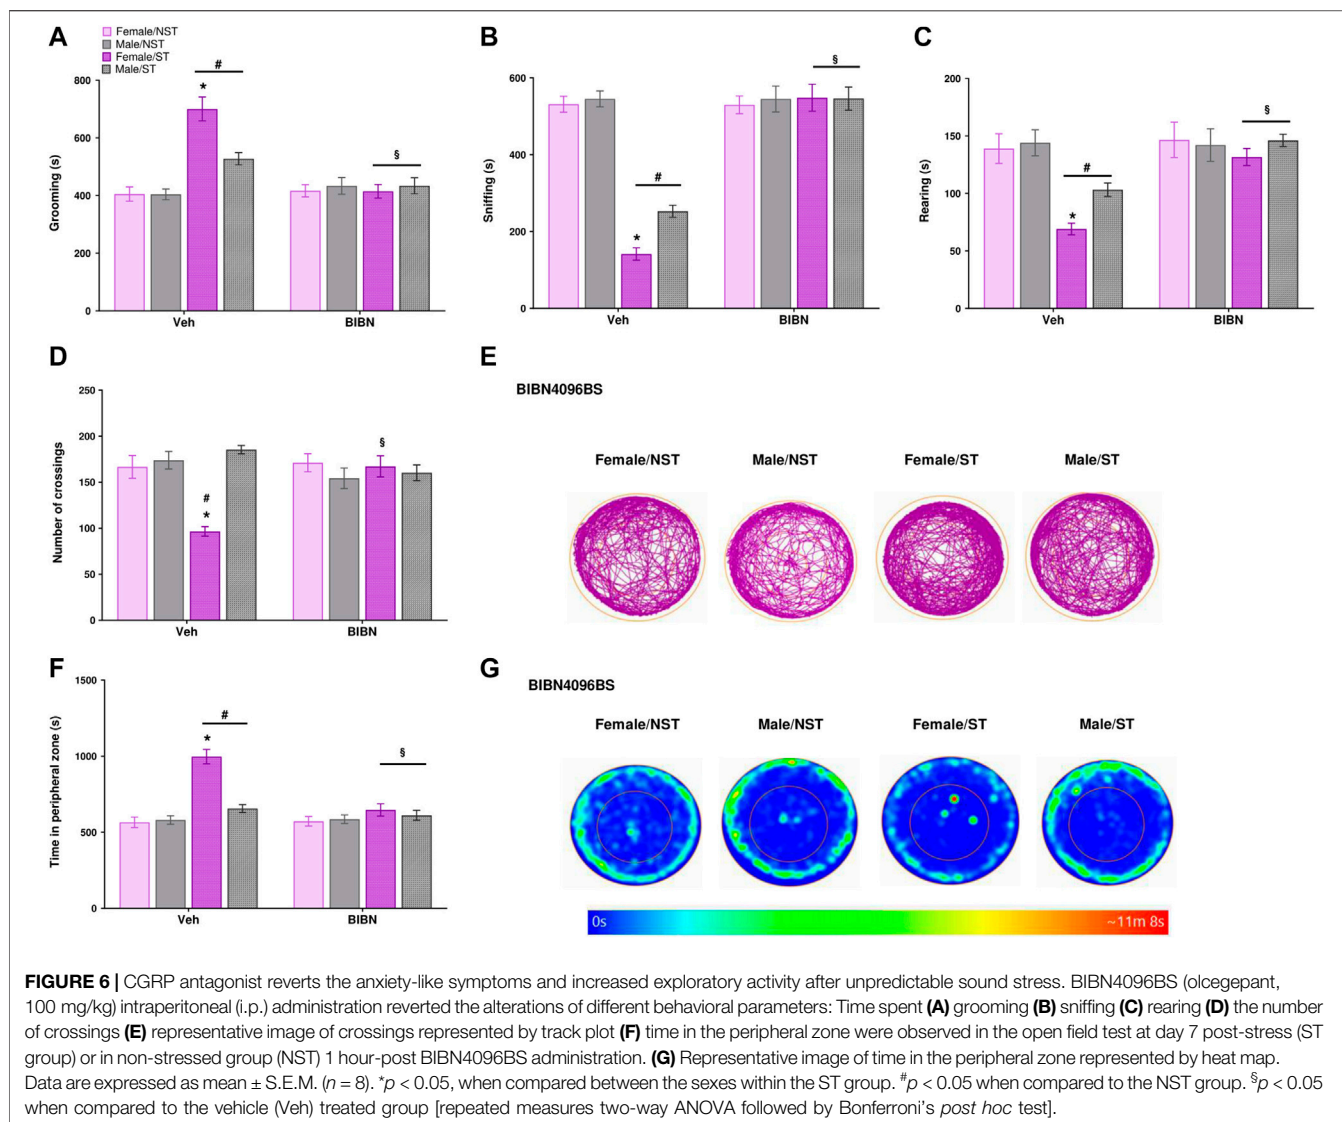 A
Female/NST
Male/NST
Female/ST
Male/ST
800
600
400
200
0
Grooming (s)
#
*
§
Veh
BIBN
B
600
400
200
0
Sniffing (s)
#
*
§
Veh
BIBN
C
200
150
100
50
0
Rearing (s)
#
*
§
Veh
BIBN
D
250
200
150
100
50
0
Number of crossings
#
*
§
Veh
BIBN
E
BIBN4096BS
Female/NST Male/NST Female/ST Male/ST
F
1500
1000
500
0
Time in peripheral zone (s)
#
*
§
Veh
BIBN
G
BIBN4096BS
Female/NST Male/NST Female/ST Male/ST
0s ~11m 8s
FIGURE 6 | CGRP antagonist reverts the anxiety-like symptoms and increased exploratory activity after unpredictable sound stress. BIBN4096BS (olcegepant,
100 mg/kg) intraperitoneal (i.p.) administration reverted the alterations of different behavioral parameters: Time spent (A) grooming (B) sniffing (C) rearing (D) the number
of crossings (E) representative image of crossings represented by track plot (F) time in the peripheral zone were observed in the open field test at day 7 post-stress (ST
group) or in non-stressed group (NST) 1 hour-post BIBN4096BS administration. (G) Representative image of time in the peripheral zone represented by heat map.
Data are expressed as mean ± S.E.M. (n = 8). *p < 0.05, when compared between the sexes within the ST group. #p < 0.05 when compared to the NST group. §p < 0.05
when compared to the vehicle (Veh) treated group [repeated measures two-way ANOVA followed by Bonferroni's post hoc test].